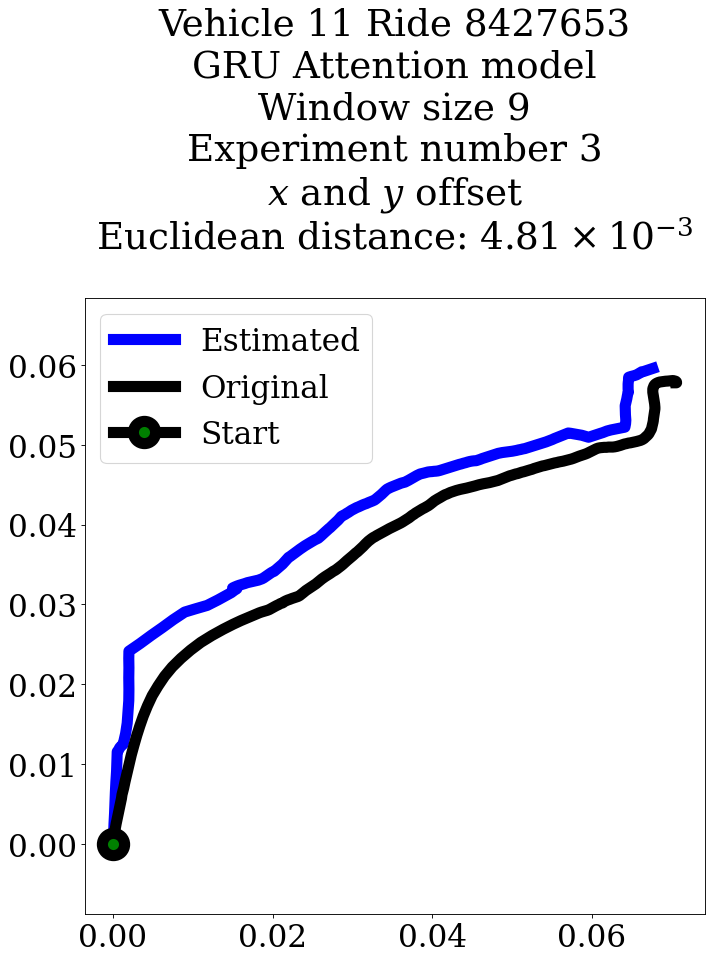 Vehicle 11 Ride 8427653
GRU Attention model
Window size 9
Experiment number 3
x and y offset
Euclidean distance: 4.81 × 10⁻³
Estimated
Original
Start
0.06
0.05
0.04
0.03
0.02
0.01
0.00
0.00 0.02 0.04 0.06